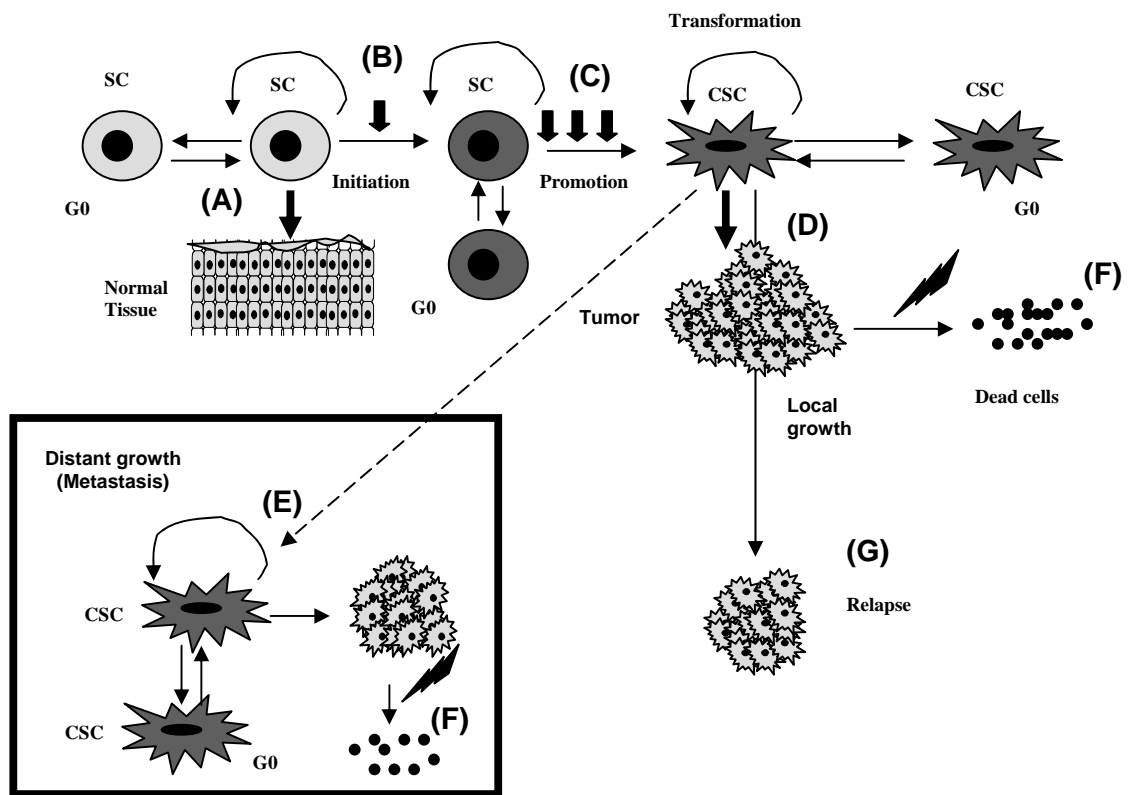 Transformation
(B)
(C)
SC
SC
SC
CSC
CSC
Initiation
Promotion
(A)
G0
G0
(D)
(F)
Normal
Tissue
G0
Tumor
Dead cells
Local
growth
Distant growth
(Metastasis)
(E)
(G)
CSC
Relapse
CSC
(F)
G0